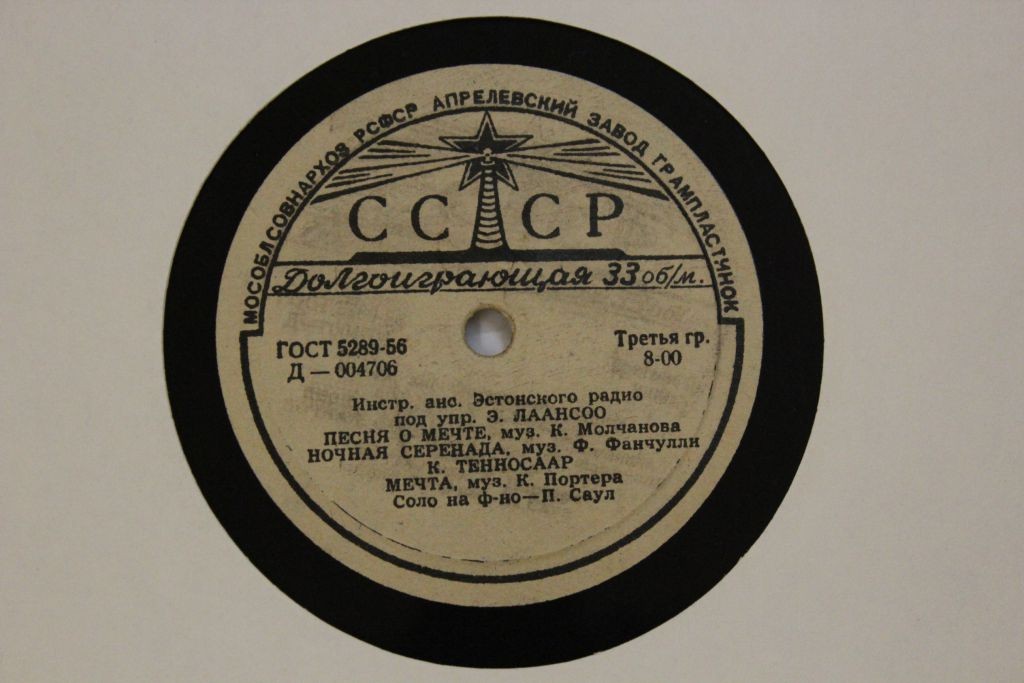 МОСОБЛСОВНАРХОЗ РСФСР АПРЕЛЕВСКИЙ ЗАВОД ГРАМПЛАСТИНОК
СССР
Долгоиграющая 33 об/м.
ГОСТ 5289-56
Д — 004706
Третья гр.
8-00
Инстр. анс. Эстонского радио
под упр. Э. ЛААНСОО
ПЕСНЯ О МЕЧТЕ, муз. К. Молчанова
НОЧНАЯ СЕРЕНАДА, муз. Ф. Фанчулли
К. ТЕННОСААР
МЕЧТА, муз. К. Портера
Соло на ф-но—П. Саул